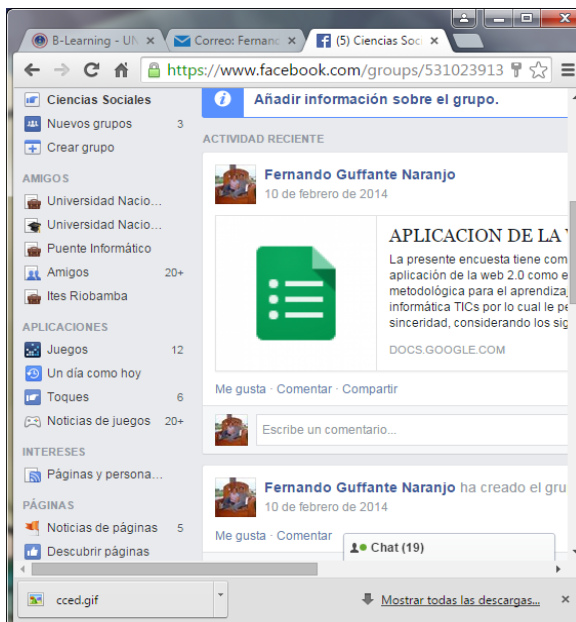 B-Learning - UN
Correo: Fernand
(5) Ciencias Soci
https://www.facebook.com/groups/531023913
Ciencias Sociales
Nuevos grupos 3
Crear grupo
AMIGOS
Universidad Nacio...
Universidad Nacio...
Puente Informático
Amigos 20+
Ites Riobamba
APLICACIONES
Juegos 12
Un día como hoy
Toques 6
Noticias de juegos 20+
INTERESES
Páginas y persona...
PÁGINAS
Noticias de páginas 5
Descubrir páginas
Añadir información sobre el grupo.
ACTIVIDAD RECIENTE
Fernando Guffante Naranjo
10 de febrero de 2014
APLICACION DE LA
La presente encuesta tiene com
aplicación de la web 2.0 como e
metodológica para el aprendiza
informática TICs por lo cual le pe
sinceridad, considerando los sig
DOCS.GOOGLE.COM
Me gusta · Comentar · Compartir
Escribe un comentario...
Fernando Guffante Naranjo ha creado el gru
10 de febrero de 2014
Me gusta · Comentar
Chat (19)
cced.gif
Mostrar todas las descargas...